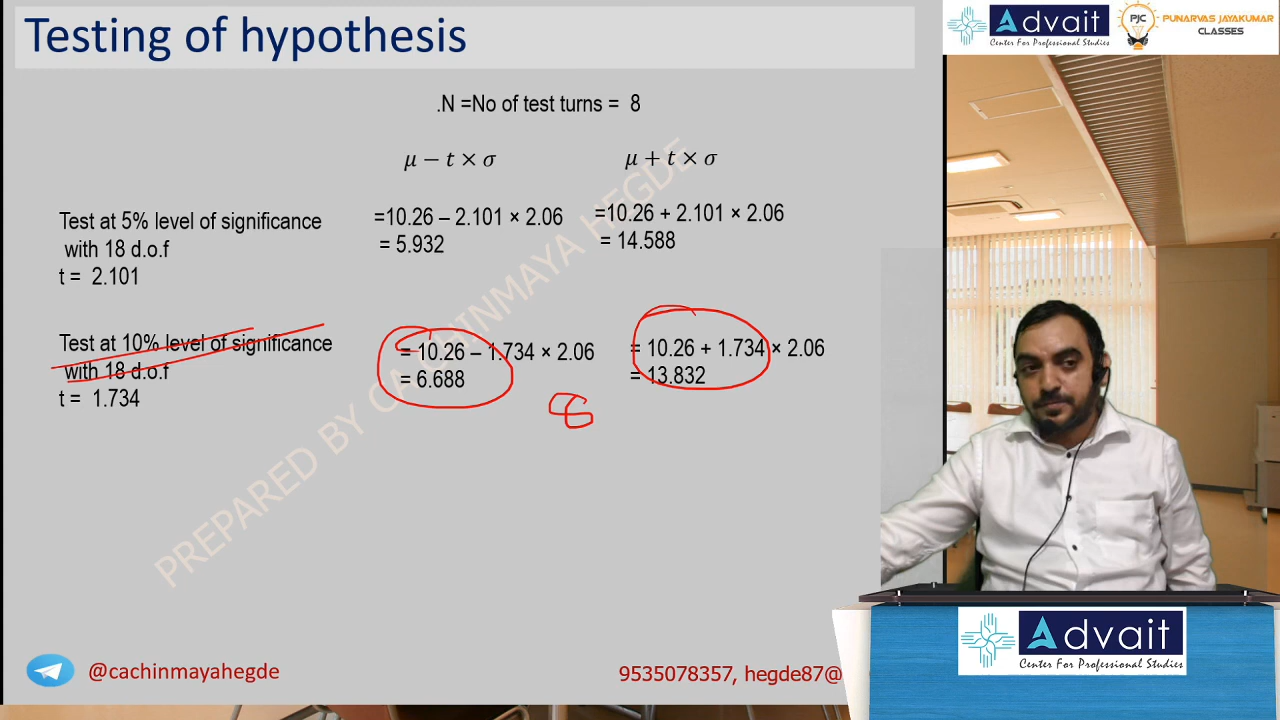 Testing of hypothesis
Advait
Center For Professional Studies
PJC
PUNARVAS JAYAKUMAR
CLASSES
.N =No of test turns = 8
𝜇 − 𝑡 × 𝜎
𝜇 + 𝑡 × 𝜎
Test at 5% level of significance
with 18 d.o.f
t = 2.101
=10.26 – 2.101 × 2.06
= 5.932
=10.26 + 2.101 × 2.06
= 14.588
Test at 10% level of significance
with 18 d.o.f
t = 1.734
= 10.26 – 1.734 × 2.06
= 6.688
= 10.26 + 1.734 × 2.06
= 13.832
8
PREPARED BY CA CHINMAYA HEGDE
@cachinmayahegde
9535078357, hegde87@
Advait
Center For Professional Studies